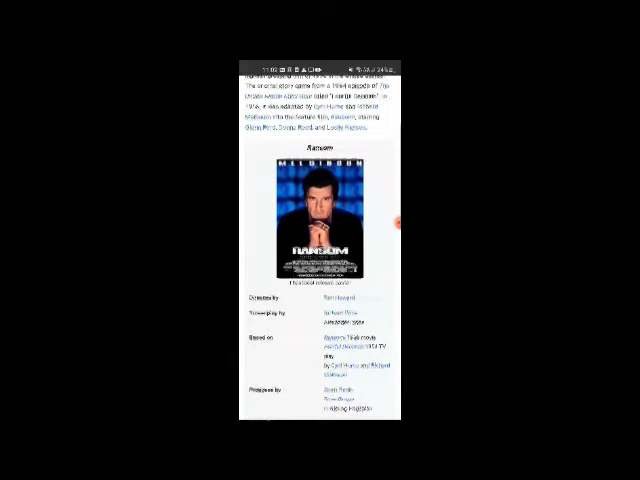 11:02
24%
The original story came from a 1954 episode of The
United States Steel Hour titled "Fearful Decision". In
1956, it was adapted by Cyril Hume and Richard
Maibaum into the feature film, Ransom!, starring
Glenn Ford, Donna Reed, and Leslie Nielsen.
Ransom
MEL GIBSON
RANSOM
Theatrical release poster
Directed by Ron Howard
Screenplay by Richard Price
Alexander Ignon
Based on Ransom! 1956 movie
Fearful Decision 1954 TV
play
by Cyril Hume and Richard
Maibaum
Produced by Scott Rudin
Brian Grazer
B. Kipling Hagopian